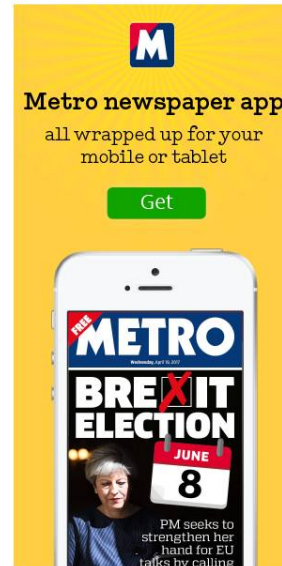 M
Metro newspaper app
all wrapped up for your
mobile or tablet
Get
FREE
METRO
Wednesday, April 19, 2017
BREXIT
ELECTION
JUNE
8
PM seeks to
strengthen her
hand for EU
talks by calling